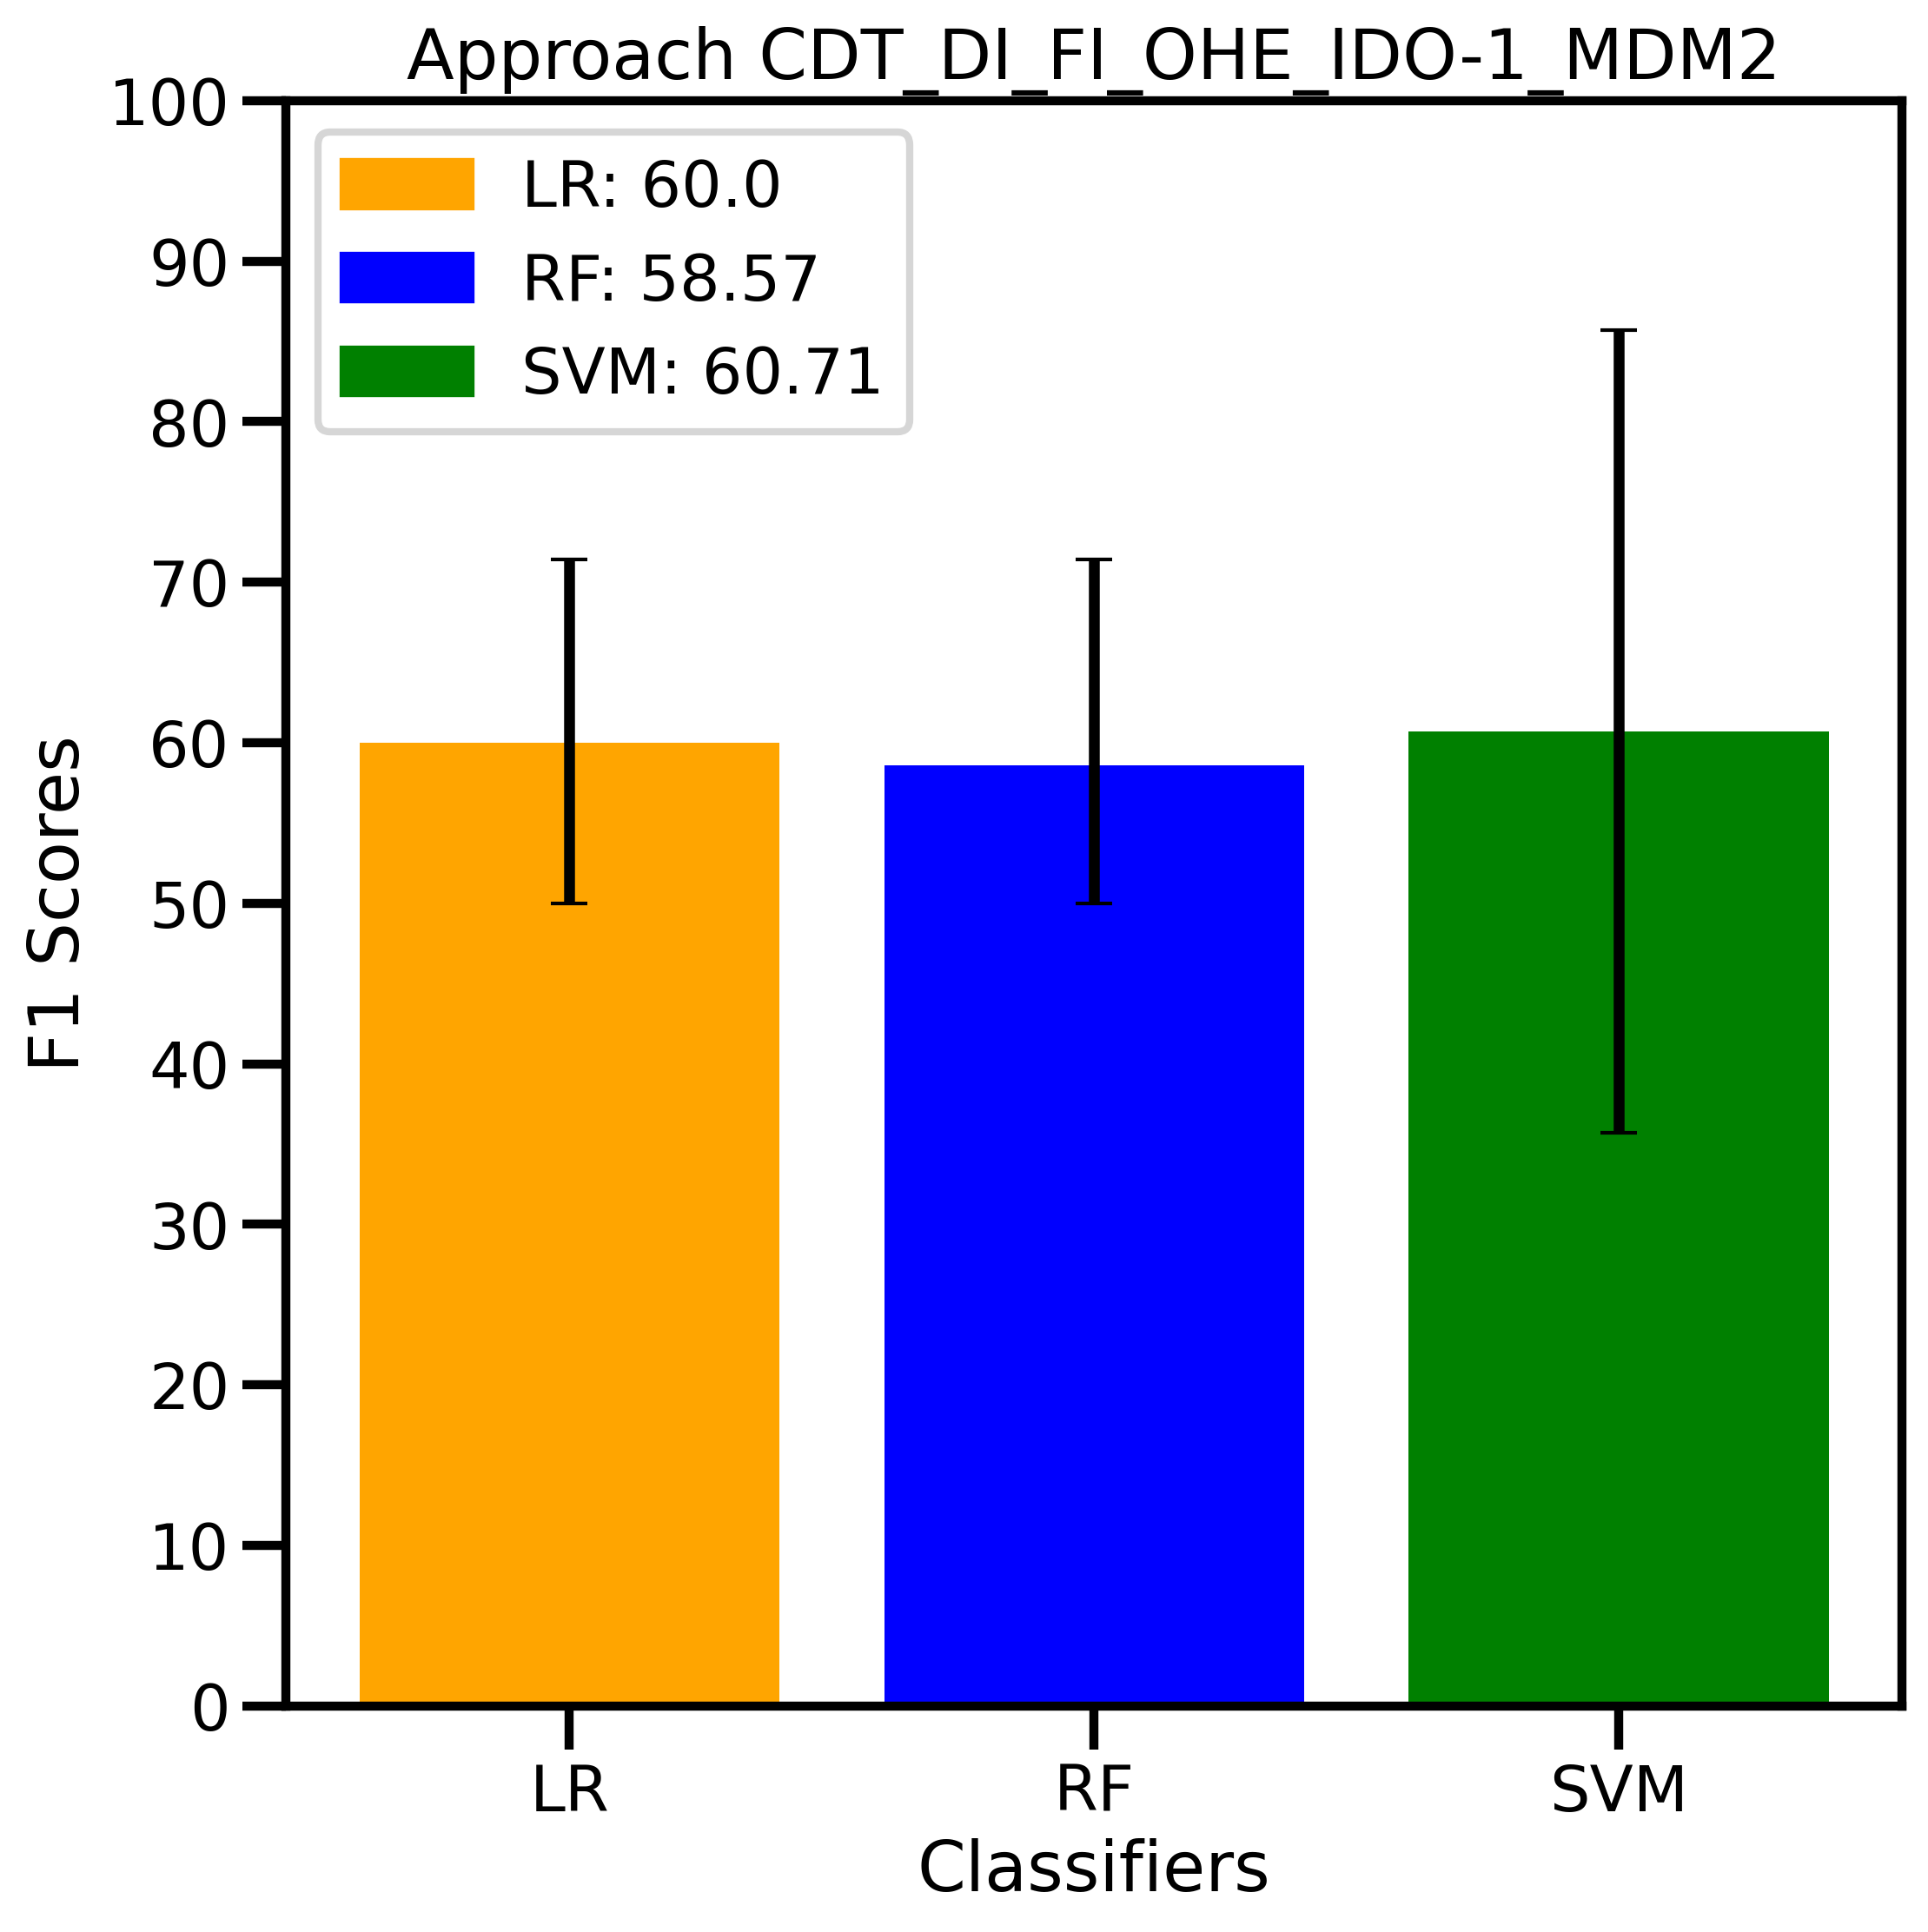 Approach CDT_DI_FI_OHE_IDO-1_MDM2
100
90
80
70
60
50
40
30
20
10
0
F1 Scores
LR: 60.0
RF: 58.57
SVM: 60.71
LR
RF
SVM
Classifiers